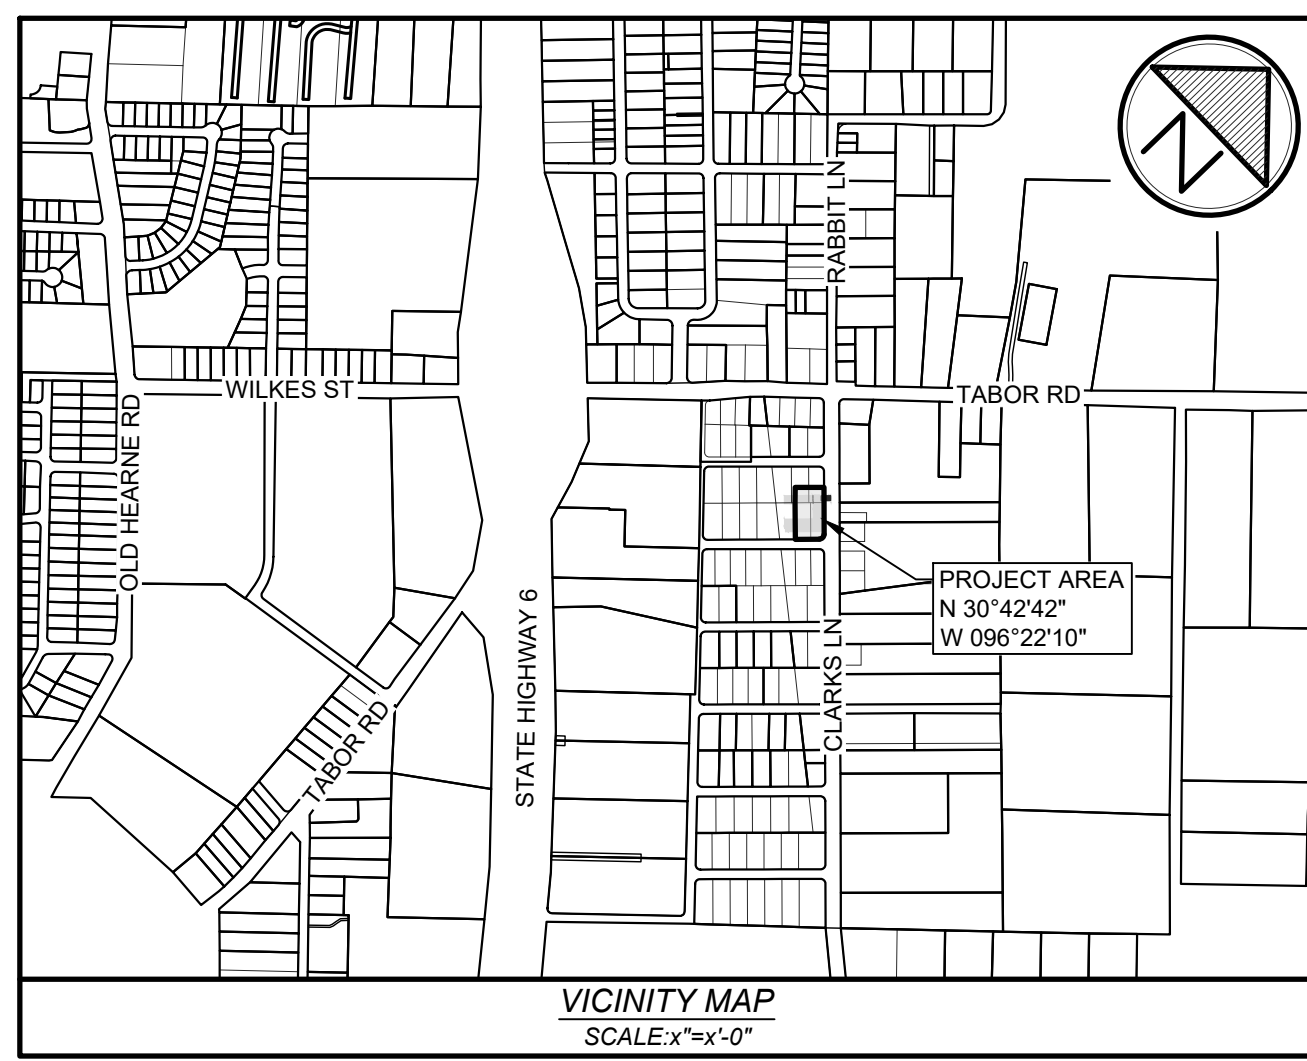 N
RABBIT LN
WILKES ST
TABOR RD
OLD HEARNE RD
PROJECT AREA
N 30°42'42"
W 096°22'10"
STATE HIGHWAY 6
CLARKS LN
TABOR RD
VICINITY MAP
SCALE:x"=x'-0"